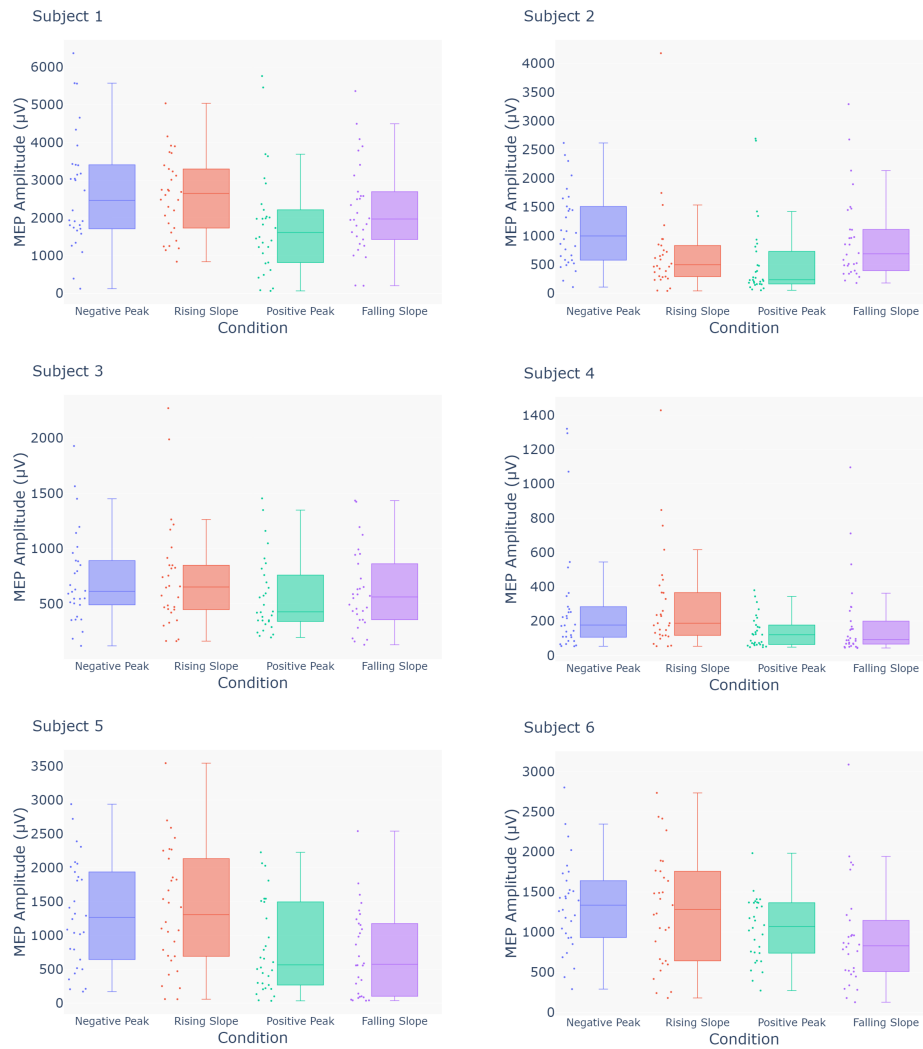 Subject 1
MEP Amplitude (µV)
6000
5000
4000
3000
2000
1000
0
Negative Peak
Rising Slope
Positive Peak
Falling Slope
Condition
Subject 2
MEP Amplitude (µV)
4000
3500
3000
2500
2000
1500
1000
500
0
Negative Peak
Rising Slope
Positive Peak
Falling Slope
Condition
Subject 3
MEP Amplitude (µV)
2000
1500
1000
500
Negative Peak
Rising Slope
Positive Peak
Falling Slope
Condition
Subject 4
MEP Amplitude (µV)
1400
1200
1000
800
600
400
200
0
Negative Peak
Rising Slope
Positive Peak
Falling Slope
Condition
Subject 5
MEP Amplitude (µV)
3500
3000
2500
2000
1500
1000
500
0
Negative Peak
Rising Slope
Positive Peak
Falling Slope
Condition
Subject 6
MEP Amplitude (µV)
3000
2500
2000
1500
1000
500
0
Negative Peak
Rising Slope
Positive Peak
Falling Slope
Condition